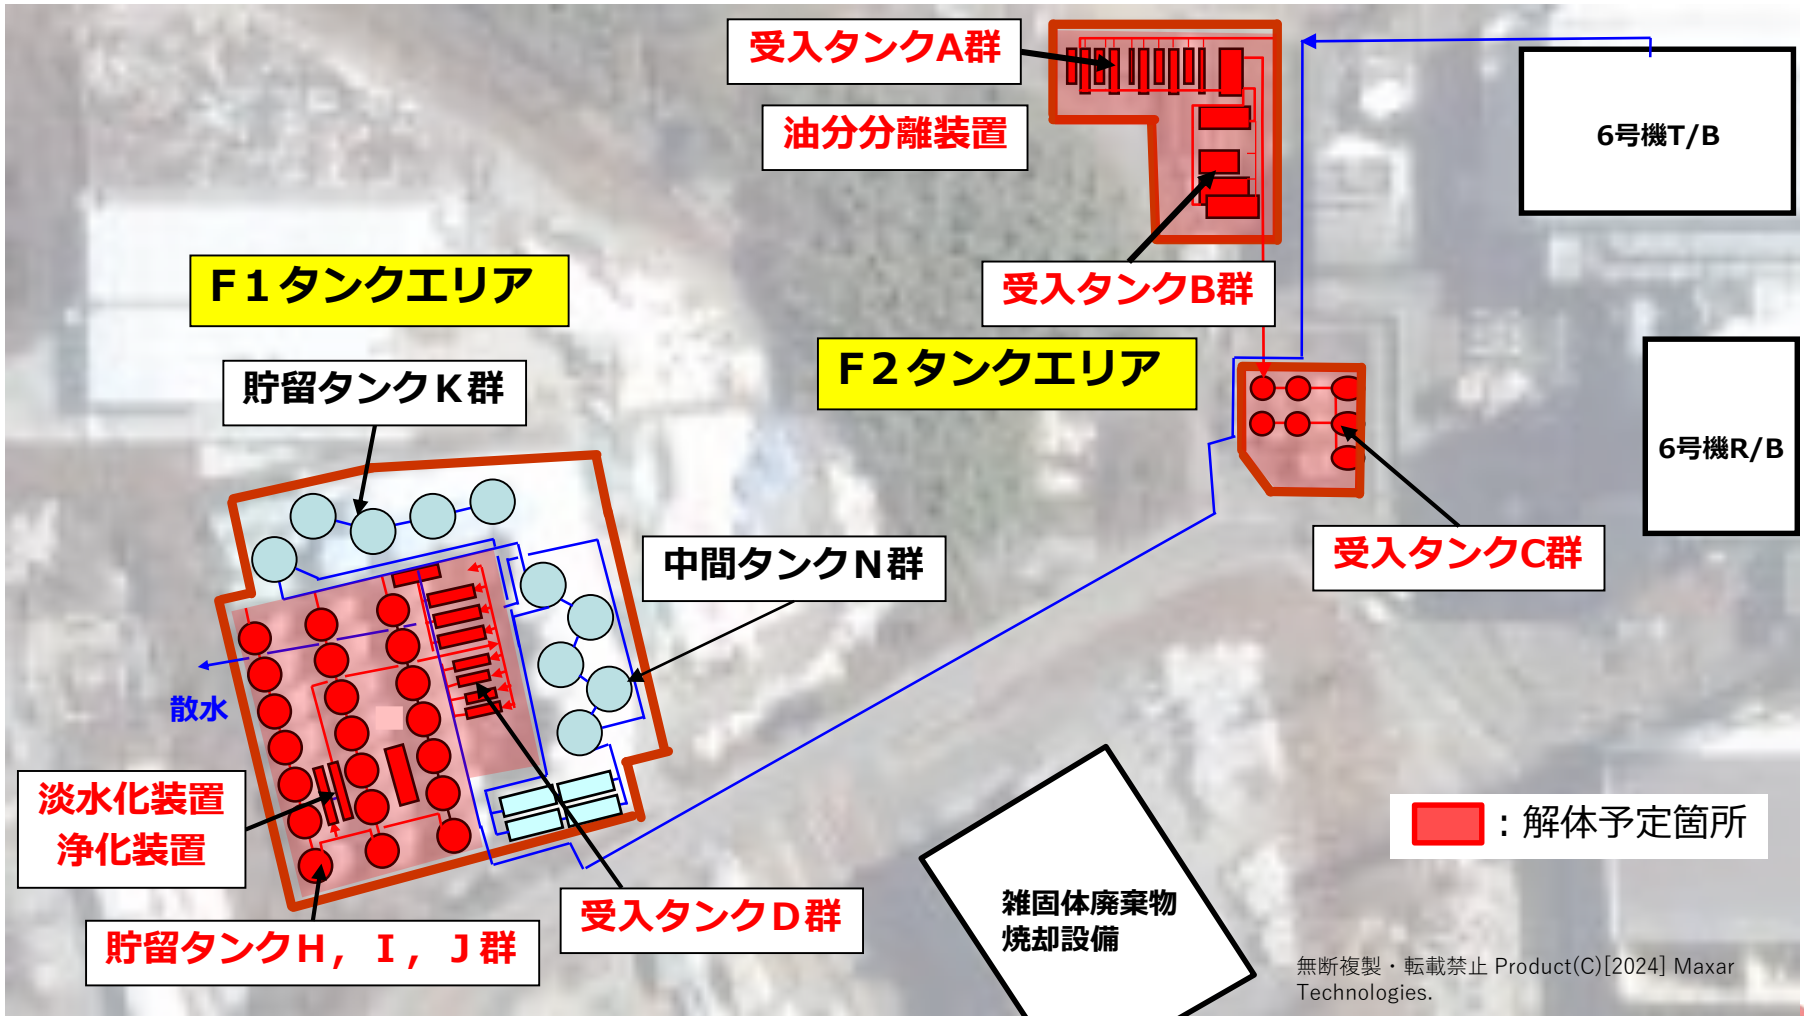 受入タンクA群
油分分離装置
6号機T/B
F1タンクエリア
受入タンクB群
F2タンクエリア
貯留タンクK群
6号機R/B
中間タンクN群
受入タンクC群
散水
淡水化装置
浄化装置
：解体予定箇所
受入タンクD群
雑固体廃棄物
焼却設備
貯留タンクH，I，J群
無断複製・転載禁止 Product(C)[2024] Maxar
Technologies.